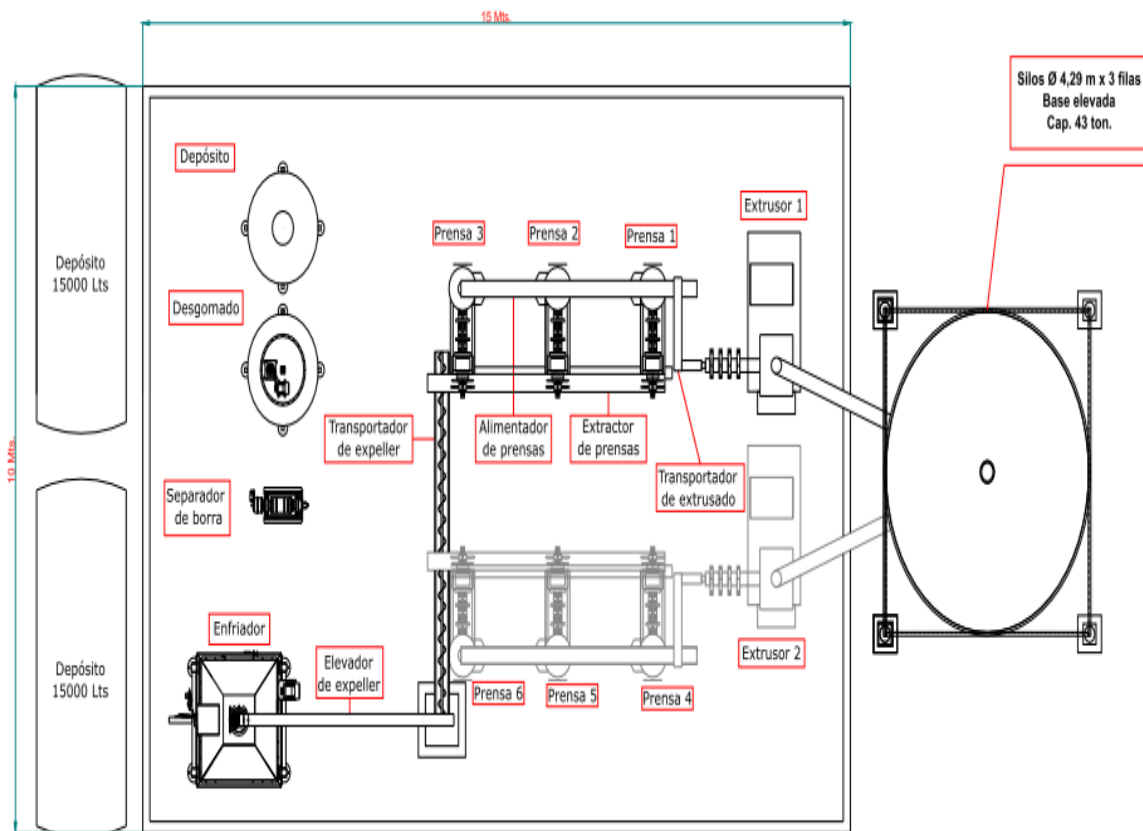 15 Mts.
Silos Ø 4,29 m x 3 filas
Base elevada
Cap. 43 ton.
Depósito
Extrusor 1
Prensa 3
Prensa 2
Prensa 1
Depósito
15000 Lts
Desgomado
Transportador
de expeller
Alimentador
de prensas
Extractor
de prensas
10 Mts.
Transportador
de extrusado
Separador
de borra
Enfriador
Elevador
de expeller
Extrusor 2
Depósito
15000 Lts
Prensa 6
Prensa 5
Prensa 4